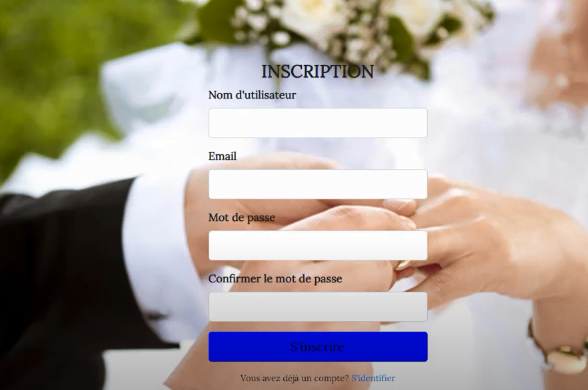 INSCRIPTION
Nom d'utilisateur
Email
Mot de passe
Confirmer le mot de passe
S'inscrire
Vous avez déjà un compte? S'identifier